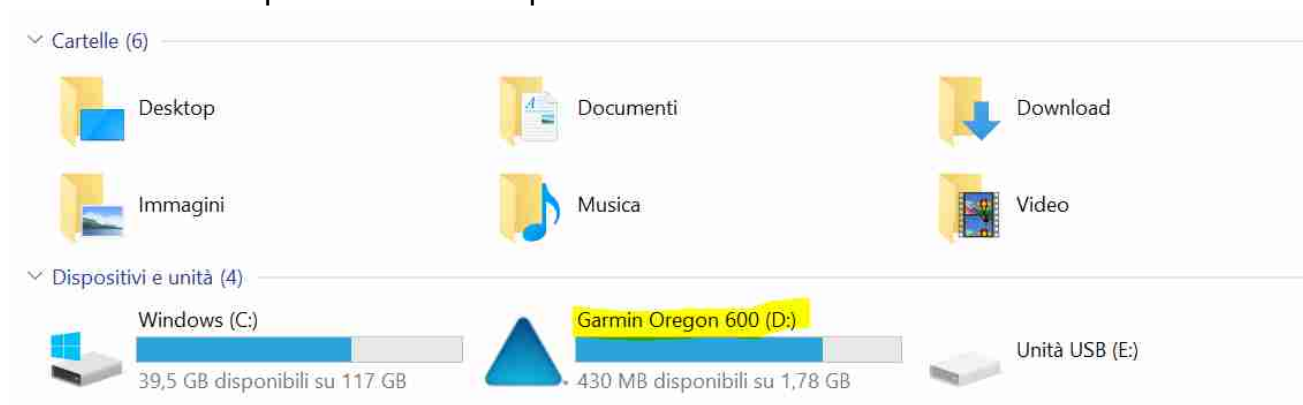 Cartelle (6)
Desktop
Documenti
Download
Immagini
Musica
Video
Dispositivi e unità (4)
Windows (C:)
39,5 GB disponibili su 117 GB
Garmin Oregon 600 (D:)
430 MB disponibili su 1,78 GB
Unità USB (E:)